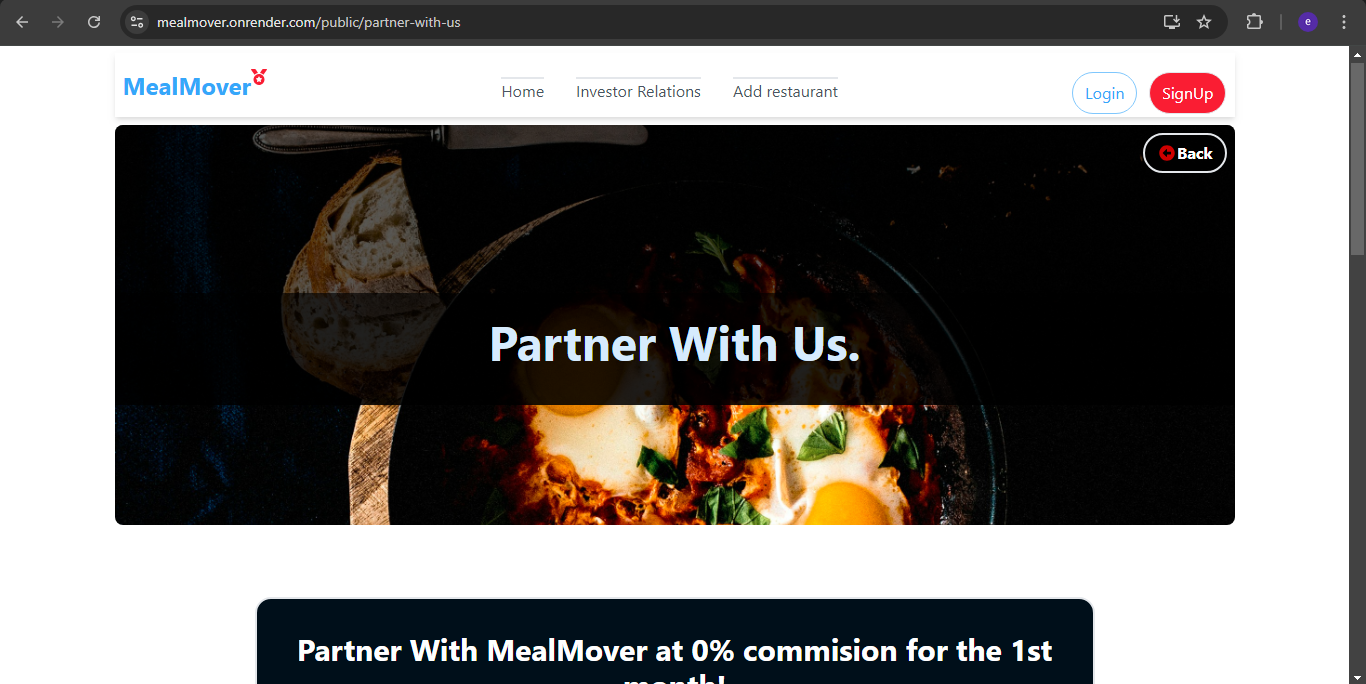 mealmover.onrender.com/public/partner-with-us
e
MealMover
Home
Investor Relations
Add restaurant
Login
SignUp
Back
Partner With Us.
Partner With MealMover at 0% commision for the 1st
month!